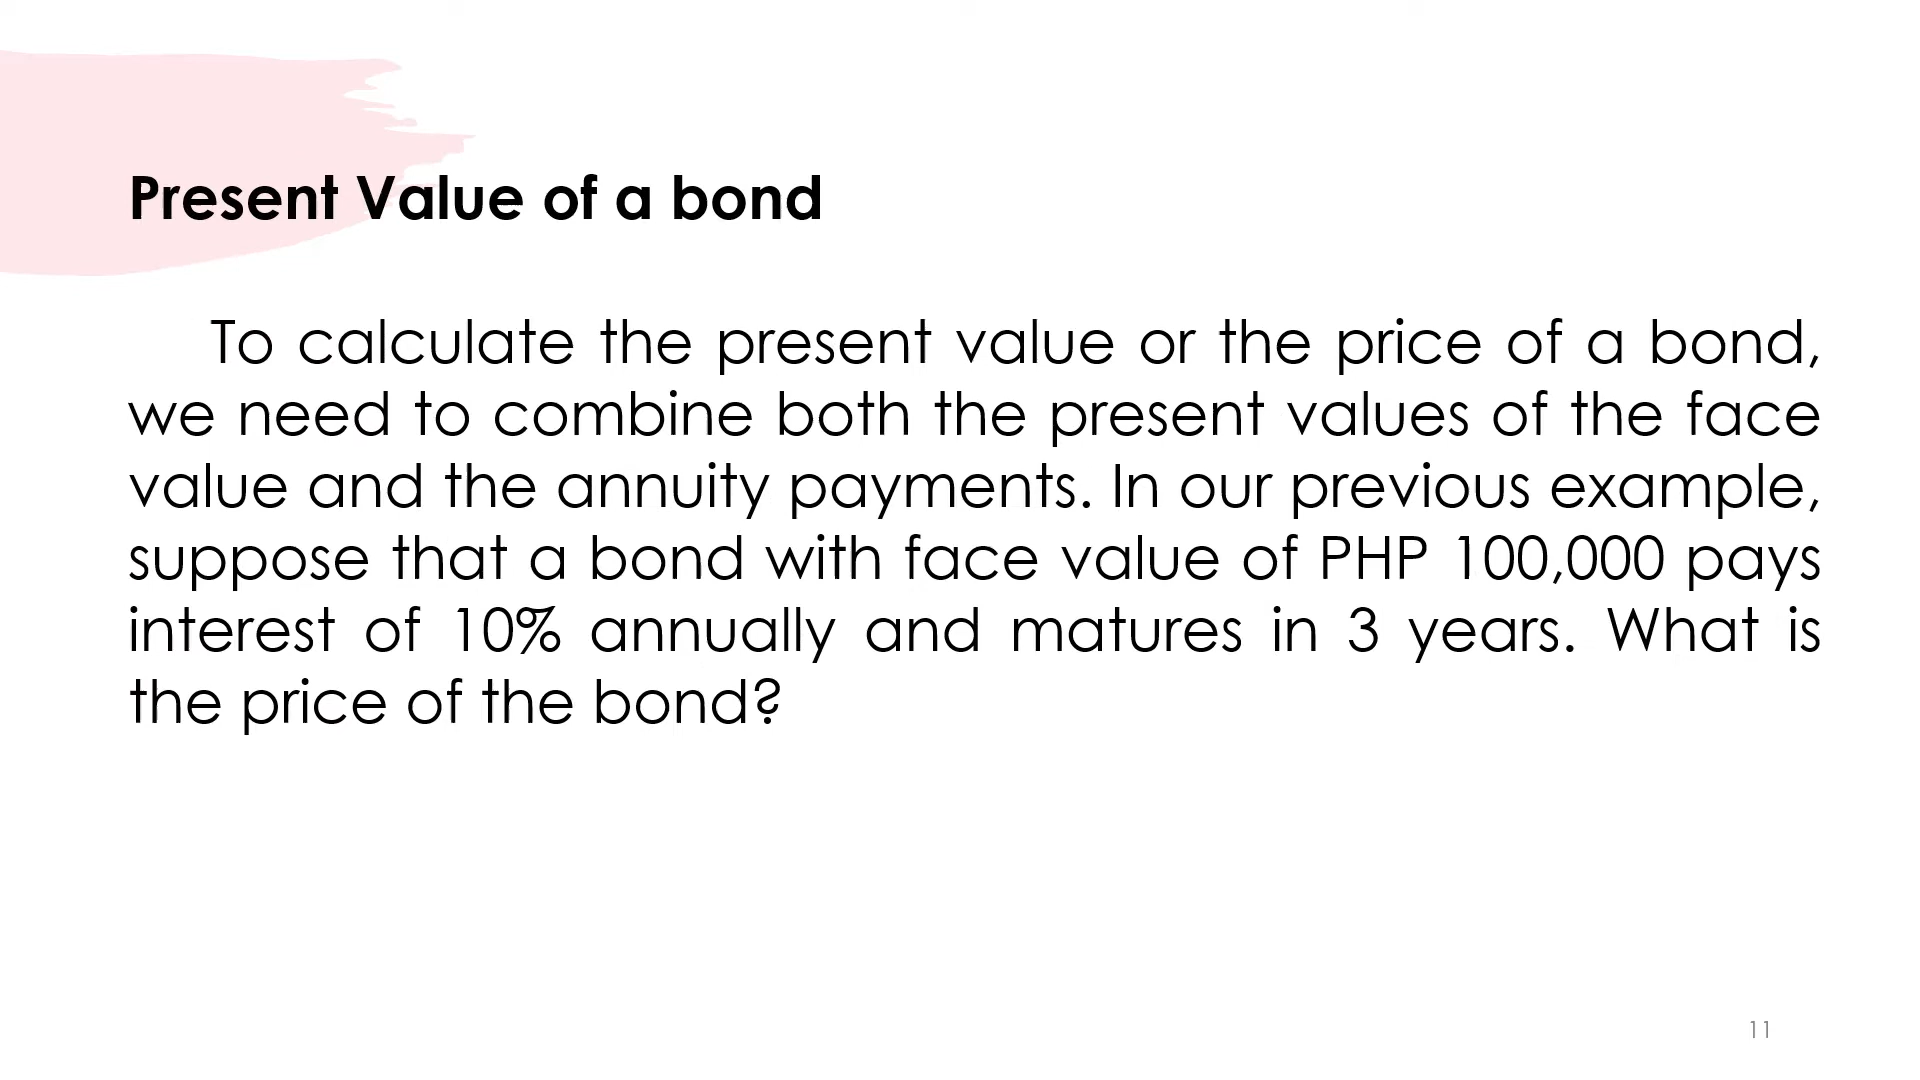 Present Value of a bond
To calculate the present value or the price of a bond,
we need to combine both the present values of the face
value and the annuity payments. In our previous example,
suppose that a bond with face value of PHP 100,000 pays
interest of 10% annually and matures in 3 years. What is
the price of the bond?
11